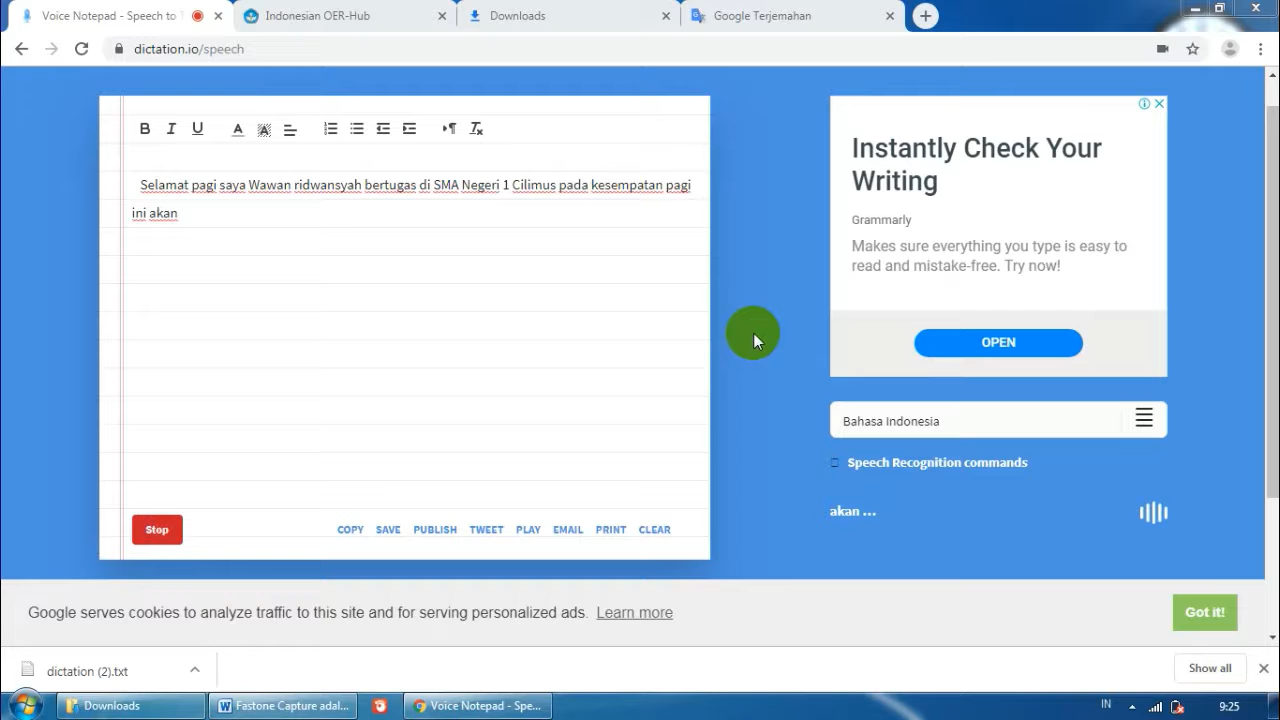 Voice Notepad - Speech to T
Indonesian OER-Hub
Downloads
Google Terjemahan
dictation.io/speech
B I U A A
Selamat pagi saya Wawan ridwansyah bertugas di SMA Negeri 1 Cilimus pada kesempatan pagi
ini akan
Stop
COPY SAVE PUBLISH TWEET PLAY EMAIL PRINT CLEAR
Instantly Check Your
Writing
Grammarly
Makes sure everything you type is easy to
read and mistake-free. Try now!
OPEN
Bahasa Indonesia
Speech Recognition commands
akan ...
Google serves cookies to analyze traffic to this site and for serving personalized ads. Learn more
Got it!
dictation (2).txt
Show all
Downloads
Fastone Capture adal...
Voice Notepad - Spe...
IN
9:25